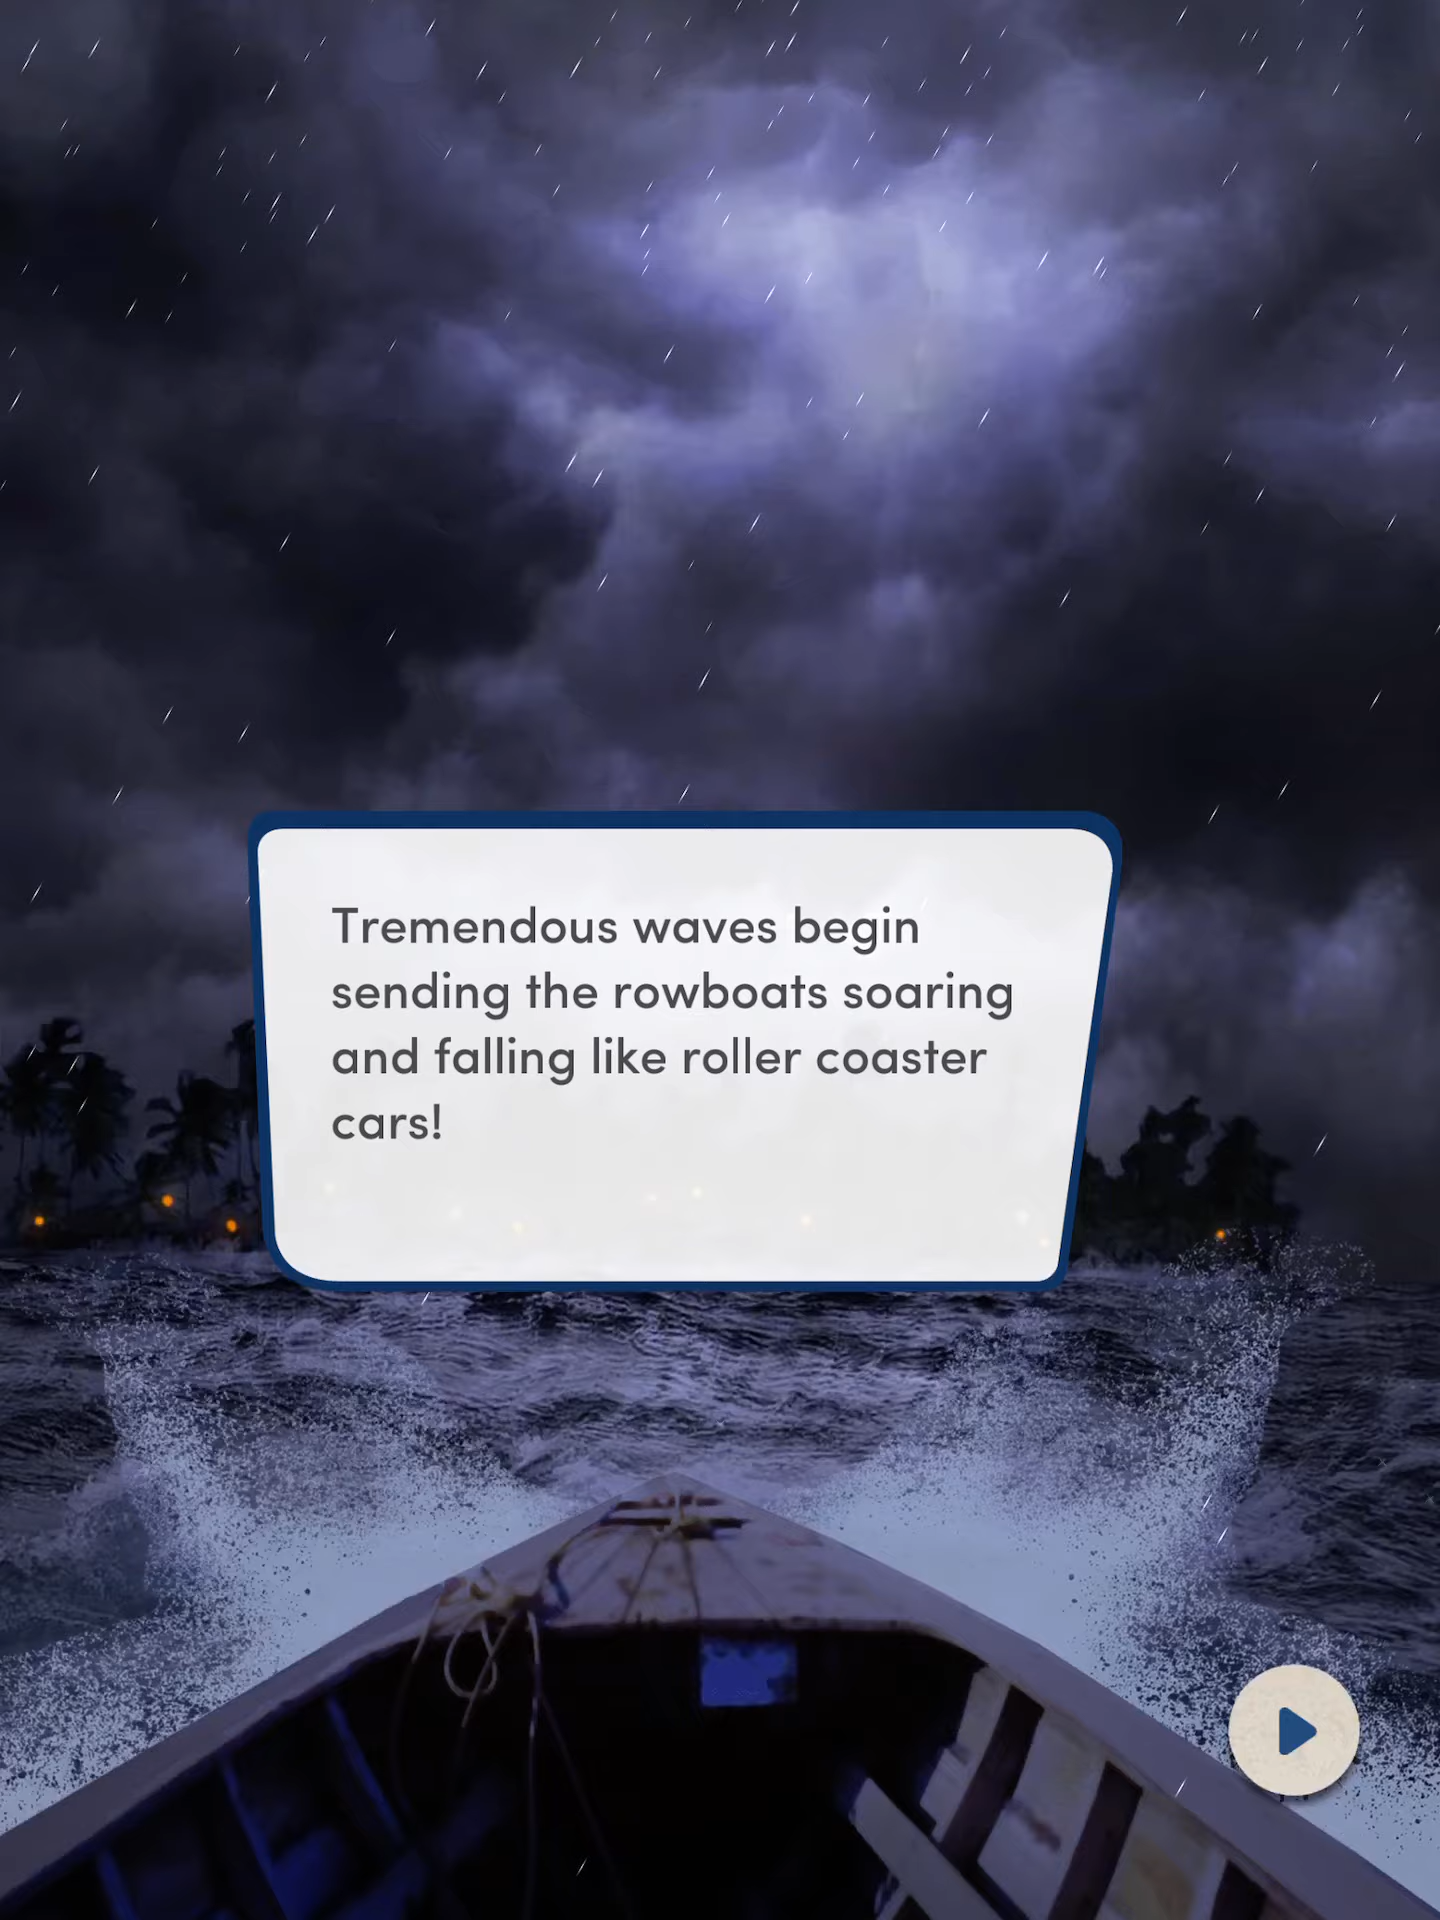 Tremendous waves begin
sending the rowboats soaring
and falling like roller coaster
cars!